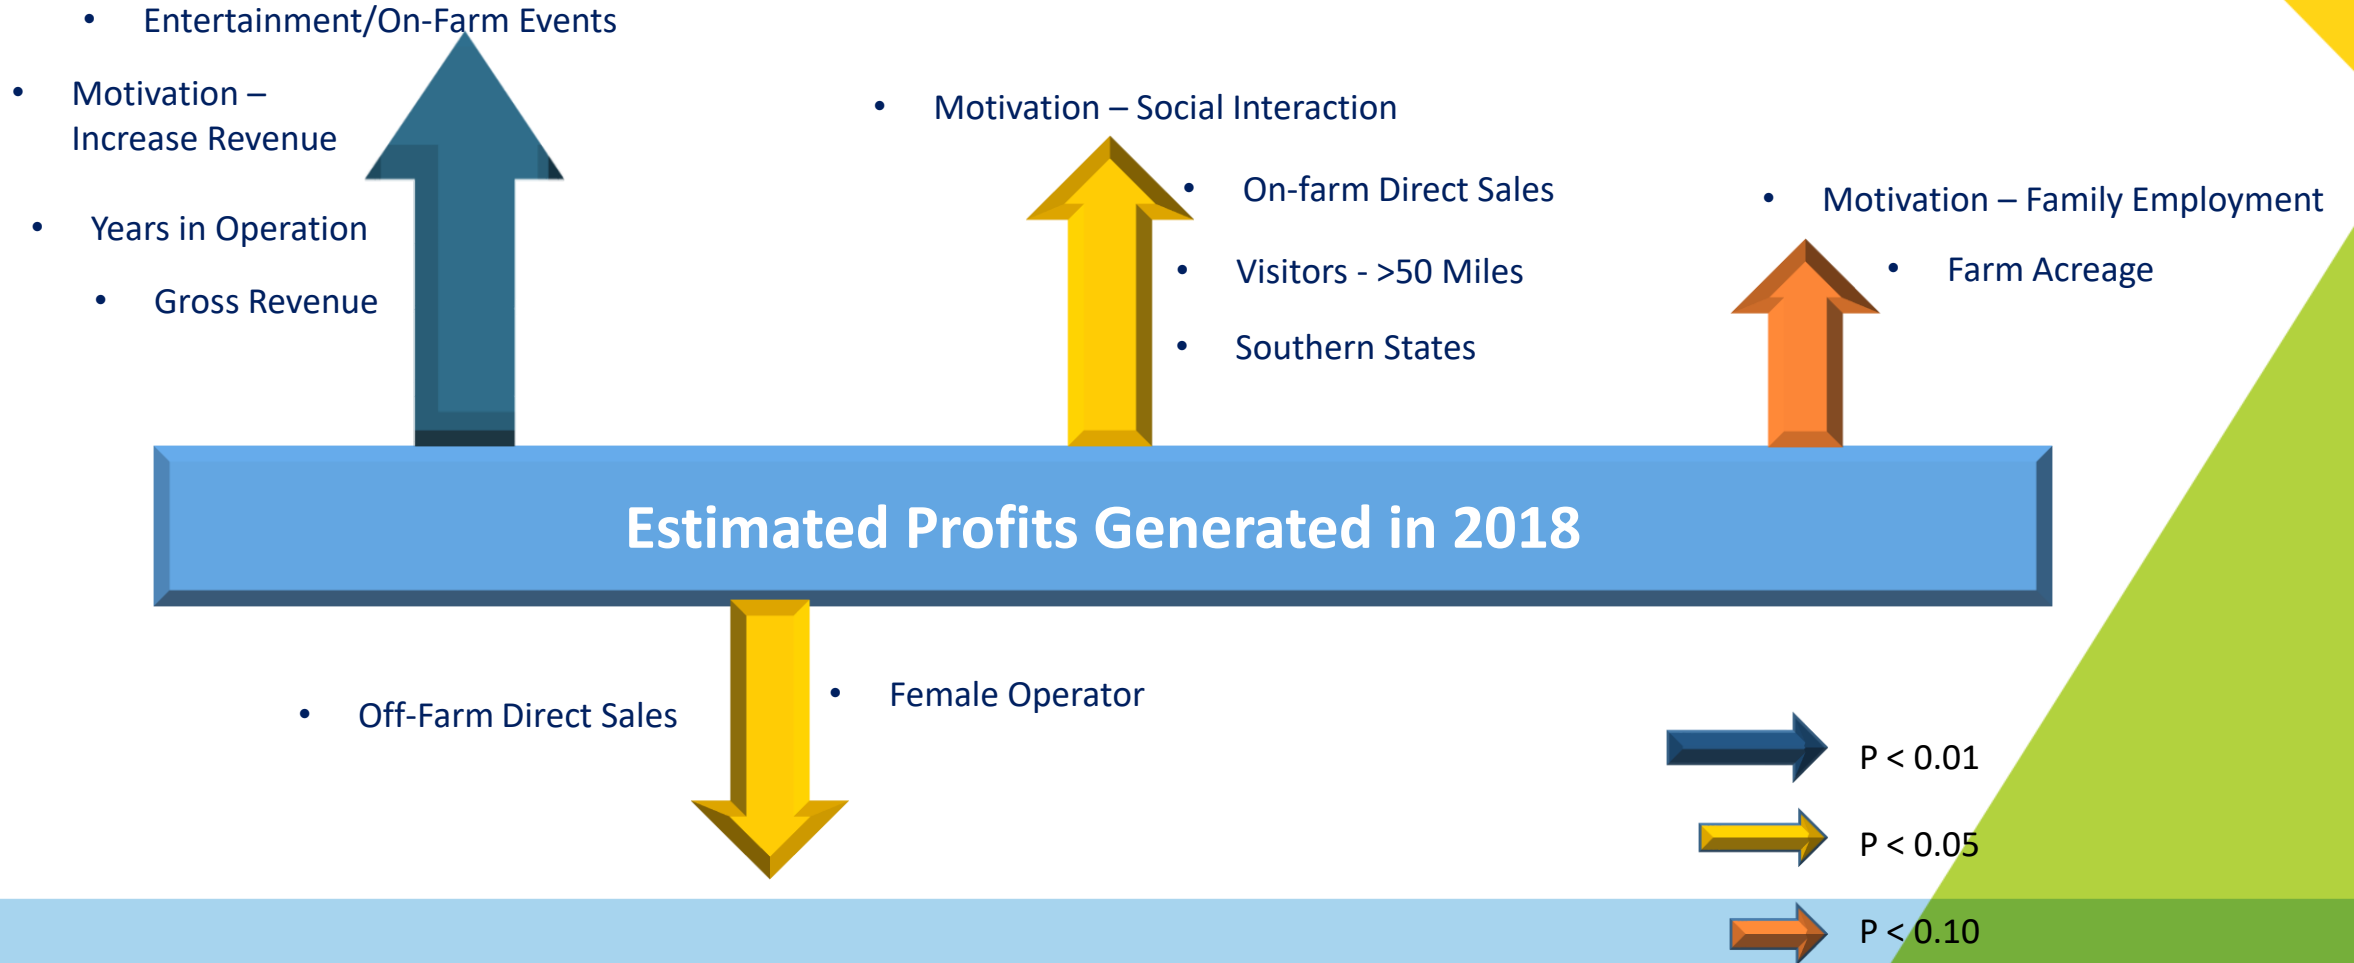 • Entertainment/On-Farm Events
• Motivation –
Increase Revenue
• Years in Operation
• Gross Revenue
• Motivation – Social Interaction
• On-farm Direct Sales
• Visitors - >50 Miles
• Southern States
• Motivation – Family Employment
• Farm Acreage
Estimated Profits Generated in 2018
• Off-Farm Direct Sales
• Female Operator
P < 0.01
P < 0.05
P < 0.10